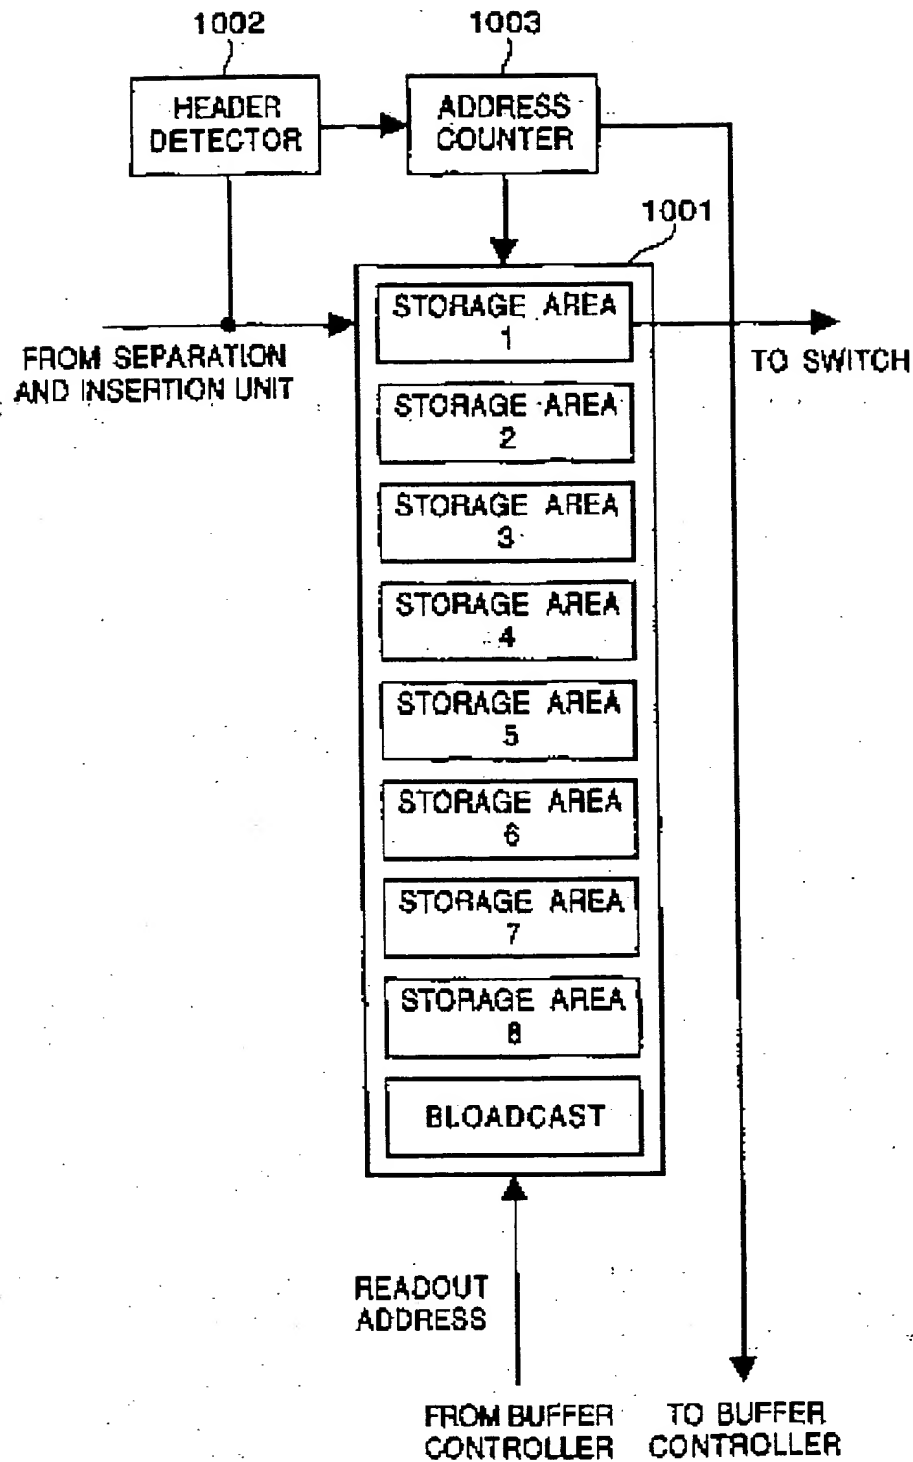 1002
1003
HEADER
DETECTOR
ADDRESS
COUNTER
1001
STORAGE AREA
1
FROM SEPARATION
AND INSERTION UNIT
TO SWITCH
STORAGE AREA
2
STORAGE AREA
3
STORAGE AREA
4
STORAGE AREA
5
STORAGE AREA
6
STORAGE AREA
7
STORAGE AREA
8
BLOADCAST
READOUT
ADDRESS
FROM BUFFER
CONTROLLER
TO BUFFER
CONTROLLER